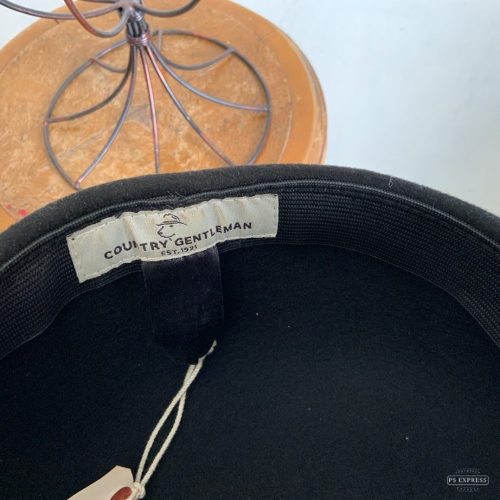 COUNTRY GENTLEMAN
EST. 1921
PS EXPRESS